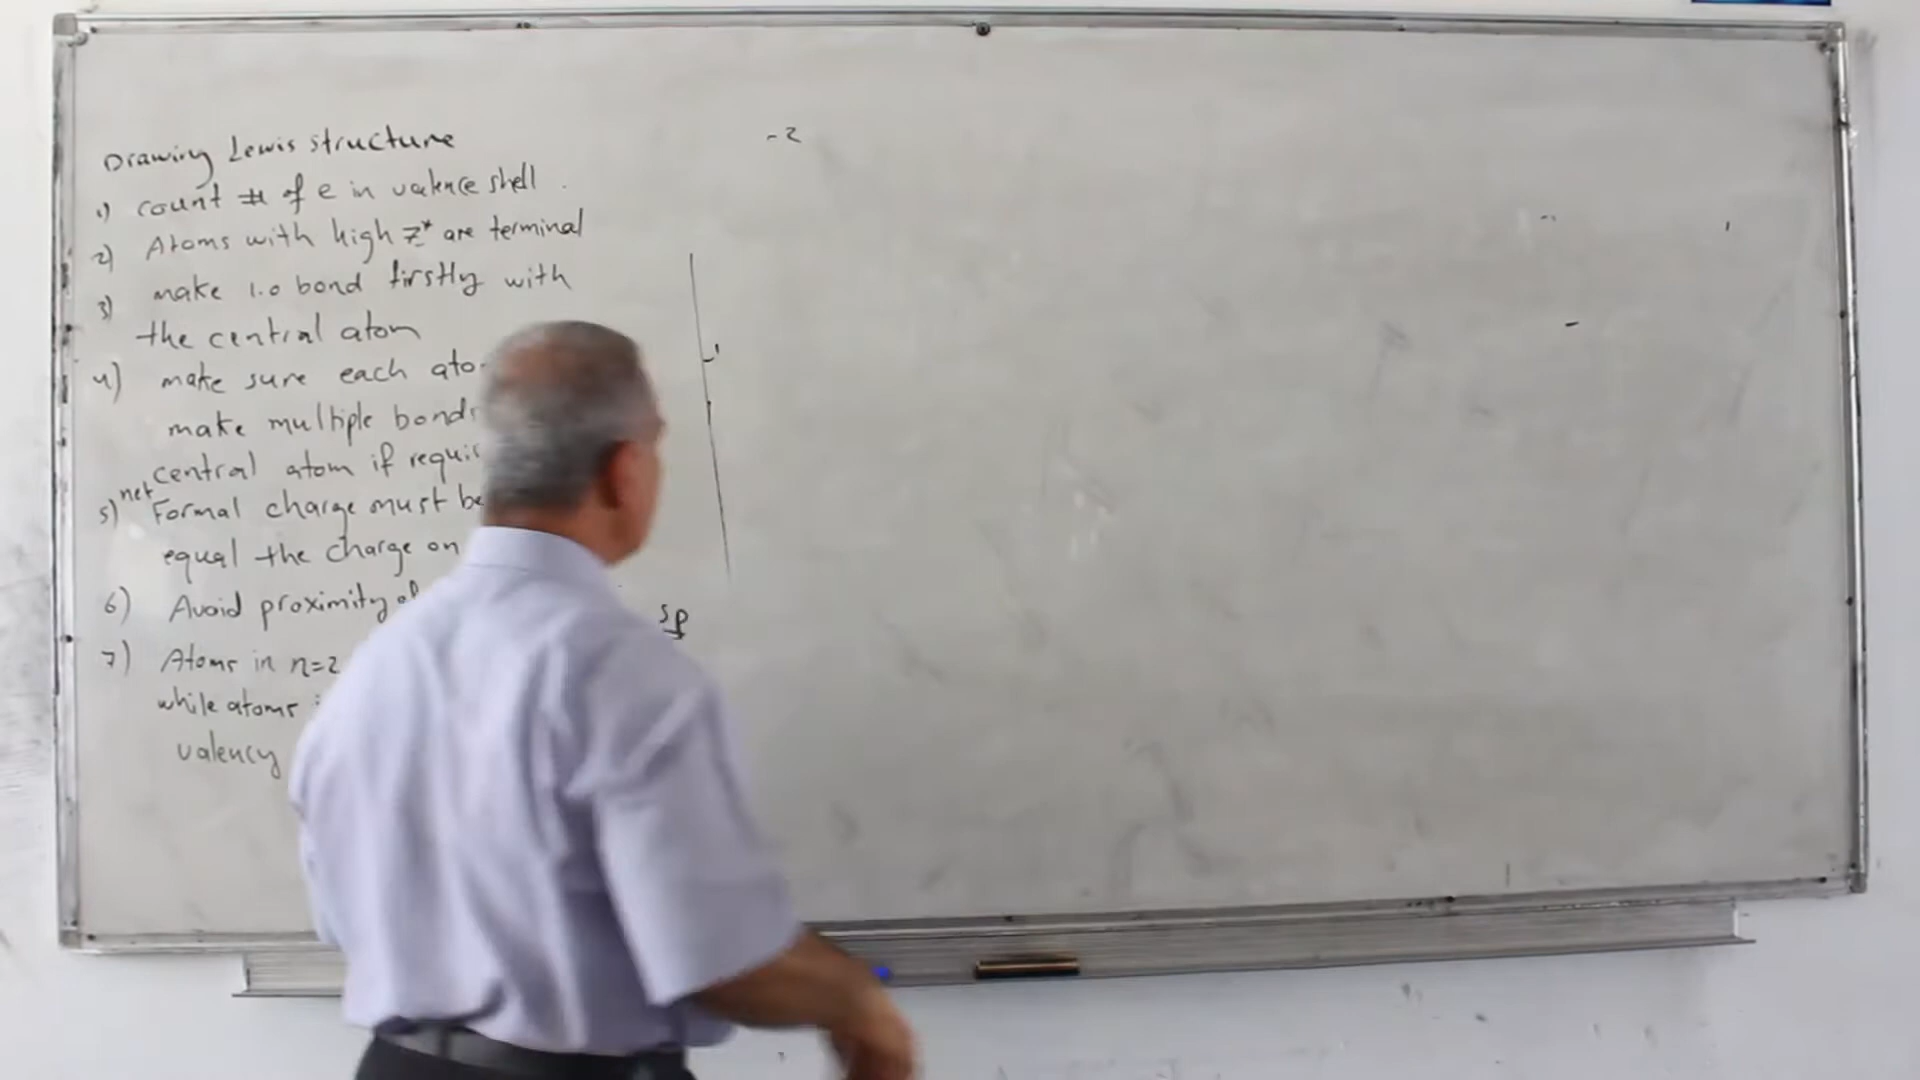 Drawing Lewis structure
1) count # of e in valence shell.
2) Atoms with high Z* are terminal
3) make 1.0 bond firstly with
the central atom
4) make sure each ato
make multiple bonds
central atom if requir
5) net Formal charge must be
equal the charge on
6) Avoid proximity of
7) Atoms in n=2
while atoms i
valency
sp
-2